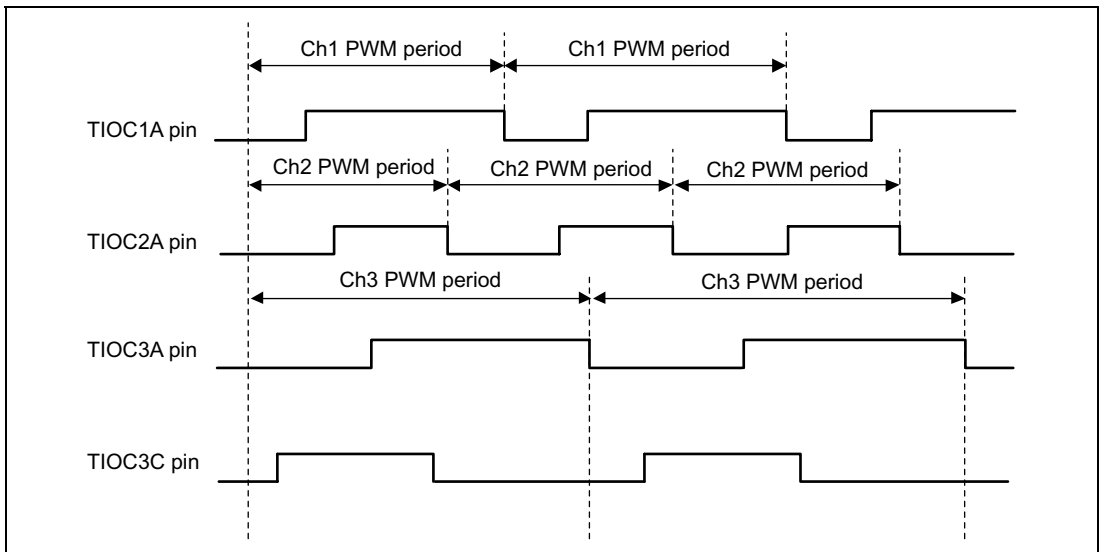 Ch1 PWM period Ch1 PWM period
TIOC1A pin
Ch2 PWM period Ch2 PWM period Ch2 PWM period
TIOC2A pin
Ch3 PWM period Ch3 PWM period
TIOC3A pin
TIOC3C pin